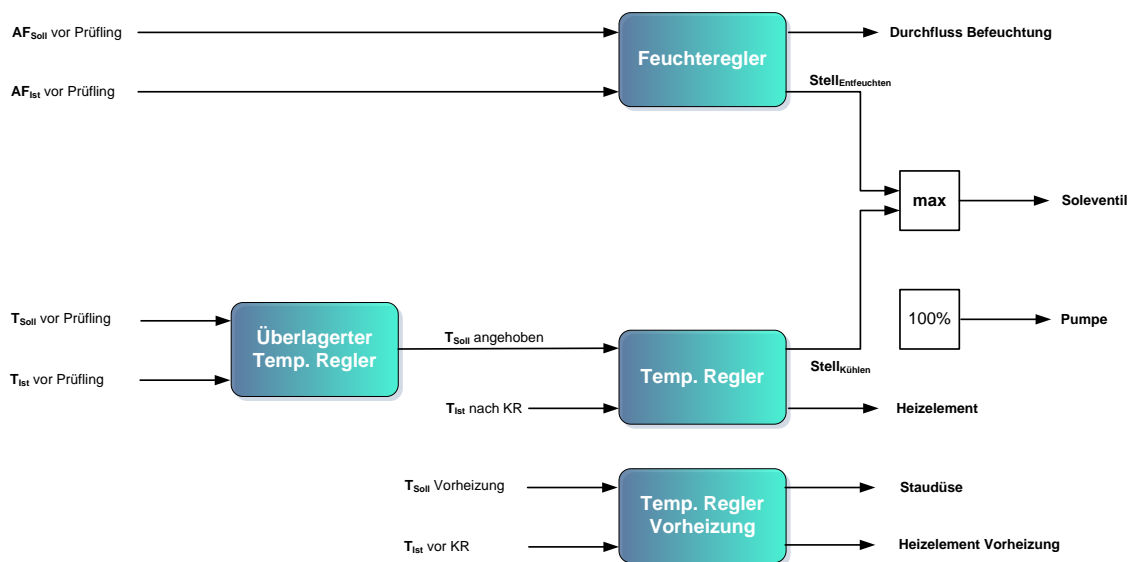 AFSoll vor Prüfling
Durchfluss Befeuchtung
Feuchteregler
AFIst vor Prüfling
StellEntfeuchten
max
Soleventil
TSoll vor Prüfling
Überlagerter
Temp. Regler
TSoll angehoben
100%
Pumpe
TIst vor Prüfling
Temp. Regler
StellKühlen
TIst nach KR
Heizelement
TSoll Vorheizung
Staudüse
Temp. Regler
Vorheizung
TIst vor KR
Heizelement Vorheizung